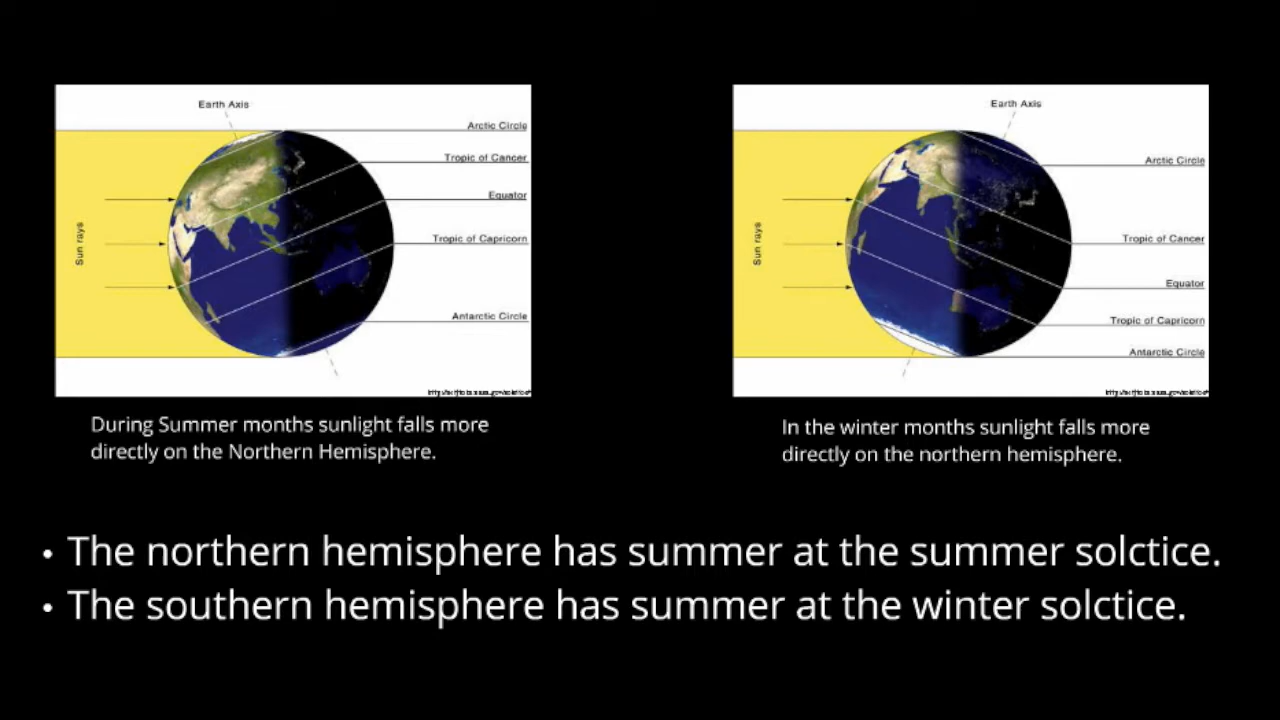 Earth Axis
Arctic Circle
Tropic of Cancer
Equator
Tropic of Capricorn
Antarctic Circle
Sun rays
During Summer months sunlight falls more
directly on the Northern Hemisphere.
Earth Axis
Arctic Circle
Tropic of Cancer
Equator
Tropic of Capricorn
Antarctic Circle
Sun rays
In the winter months sunlight falls more
directly on the northern hemisphere.
• The northern hemisphere has summer at the summer solctice.
• The southern hemisphere has summer at the winter solctice.